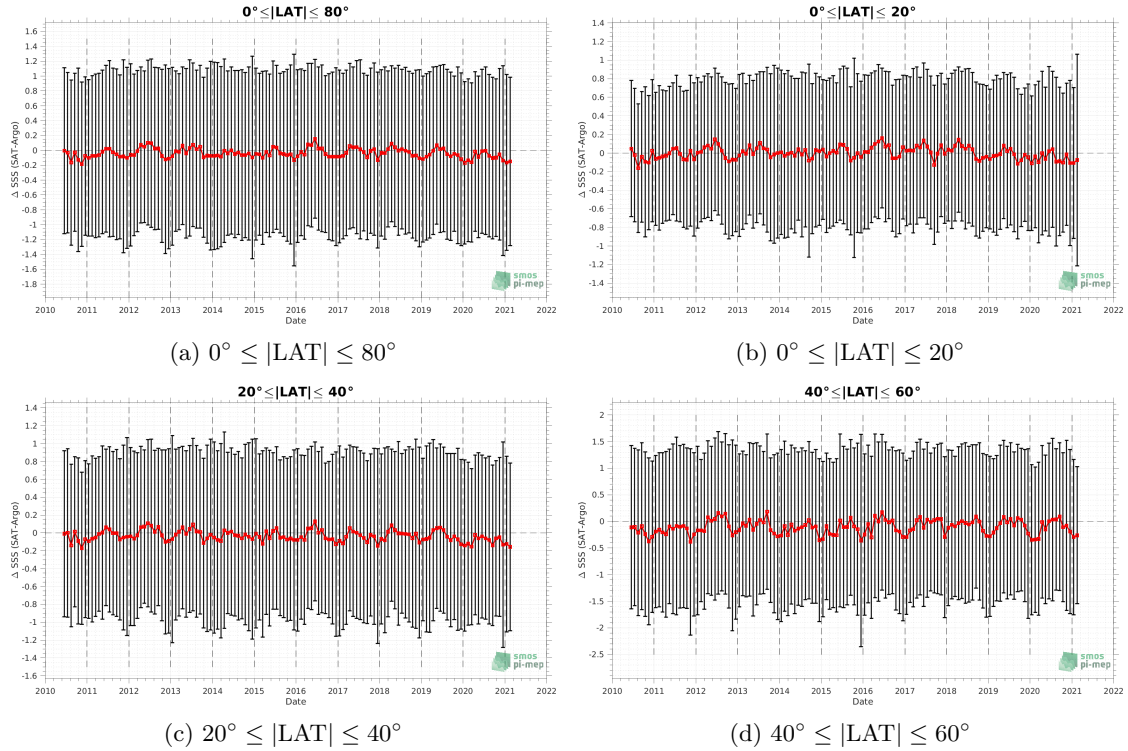 0°≤|LAT|≤ 80°
Δ SSS (SAT-Argo)
1.6
1.4
1.2
1
0.8
0.6
0.4
0.2
0
-0.2
-0.4
-0.6
-0.8
-1
-1.2
-1.4
-1.6
-1.8
2010 2011 2012 2013 2014 2015 2016 2017 2018 2019 2020 2021 2022
Date
smos
pi-mep
(a) 0° ≤ |LAT| ≤ 80°
0°≤|LAT|≤ 20°
Δ SSS (SAT-Argo)
1.4
1.2
1
0.8
0.6
0.4
0.2
0
-0.2
-0.4
-0.6
-0.8
-1
-1.2
-1.4
2010 2011 2012 2013 2014 2015 2016 2017 2018 2019 2020 2021 2022
Date
smos
pi-mep
(b) 0° ≤ |LAT| ≤ 20°
20°≤|LAT|≤ 40°
Δ SSS (SAT-Argo)
1.4
1.2
1
0.8
0.6
0.4
0.2
0
-0.2
-0.4
-0.6
-0.8
-1
-1.2
-1.4
-1.6
2010 2011 2012 2013 2014 2015 2016 2017 2018 2019 2020 2021 2022
Date
smos
pi-mep
(c) 20° ≤ |LAT| ≤ 40°
40°≤|LAT|≤ 60°
Δ SSS (SAT-Argo)
2
1.5
1
0.5
0
-0.5
-1
-1.5
-2
-2.5
2010 2011 2012 2013 2014 2015 2016 2017 2018 2019 2020 2021 2022
Date
smos
pi-mep
(d) 40° ≤ |LAT| ≤ 60°